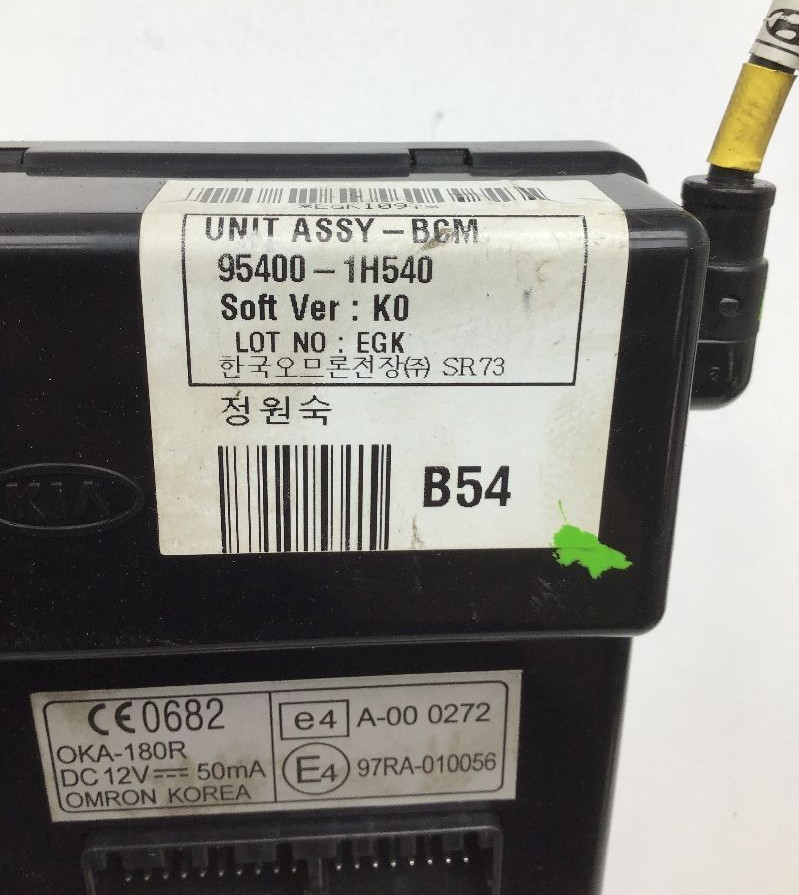 UNIT ASSY-BCM
95400-1H540
Soft Ver : K0
LOT NO : EGK
한국오므론전장(주) SR73
정원숙
B54
KIA
CE0682
OKA-180R
DC 12V 50mA
OMRON KOREA
e4 A-00 0272
E4 97RA-010056